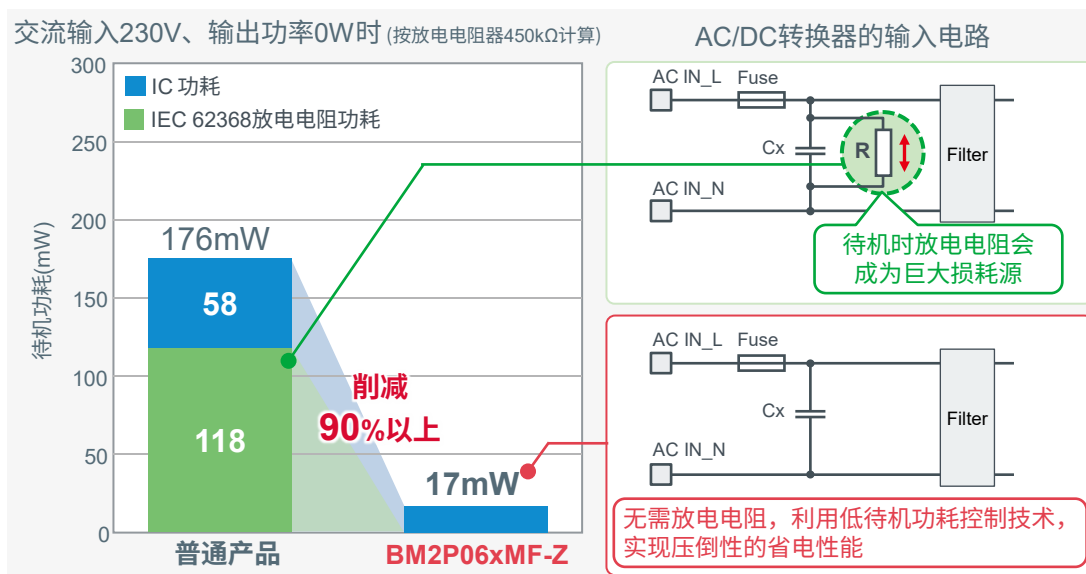 交流输入230V、输出功率0W时 (按放电电阻器450kΩ计算)
300
250
200
150
100
50
0
待机功耗(mW)
IC 功耗
IEC 62368放电电阻功耗
176mW
58
118
削减
90%以上
17mW
普通产品
BM2P06xMF-Z
AC/DC转换器的输入电路
AC IN_L
Fuse
Cx
R
Filter
AC IN_N
待机时放电电阻会
成为巨大损耗源
AC IN_L
Fuse
Cx
Filter
AC IN_N
无需放电电阻，利用低待机功耗控制技术，
实现压倒性的省电性能